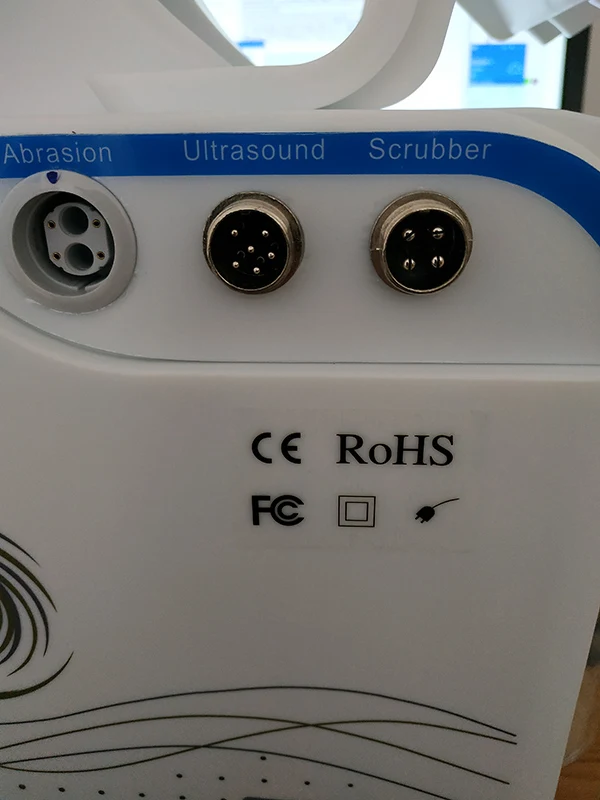 Abrasion Ultrasound Scrubber
CE RoHS
FC